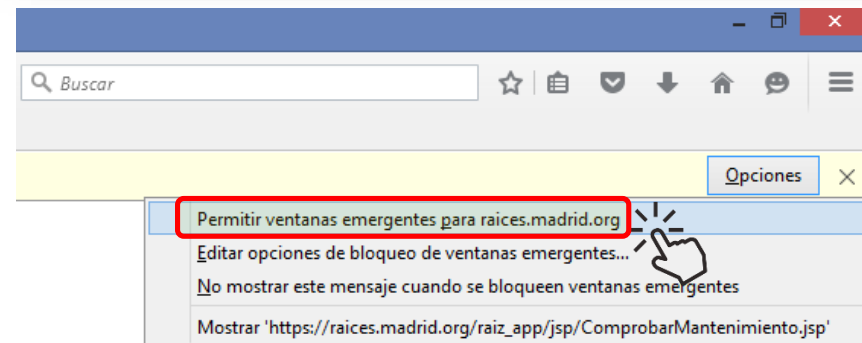 Buscar
Opciones
Permitir ventanas emergentes para raices.madrid.org
Editar opciones de bloqueo de ventanas emergentes...
No mostrar este mensaje cuando se bloqueen ventanas emergentes
Mostrar 'https://raices.madrid.org/raiz_app/jsp/ComprobarMantenimiento.jsp'